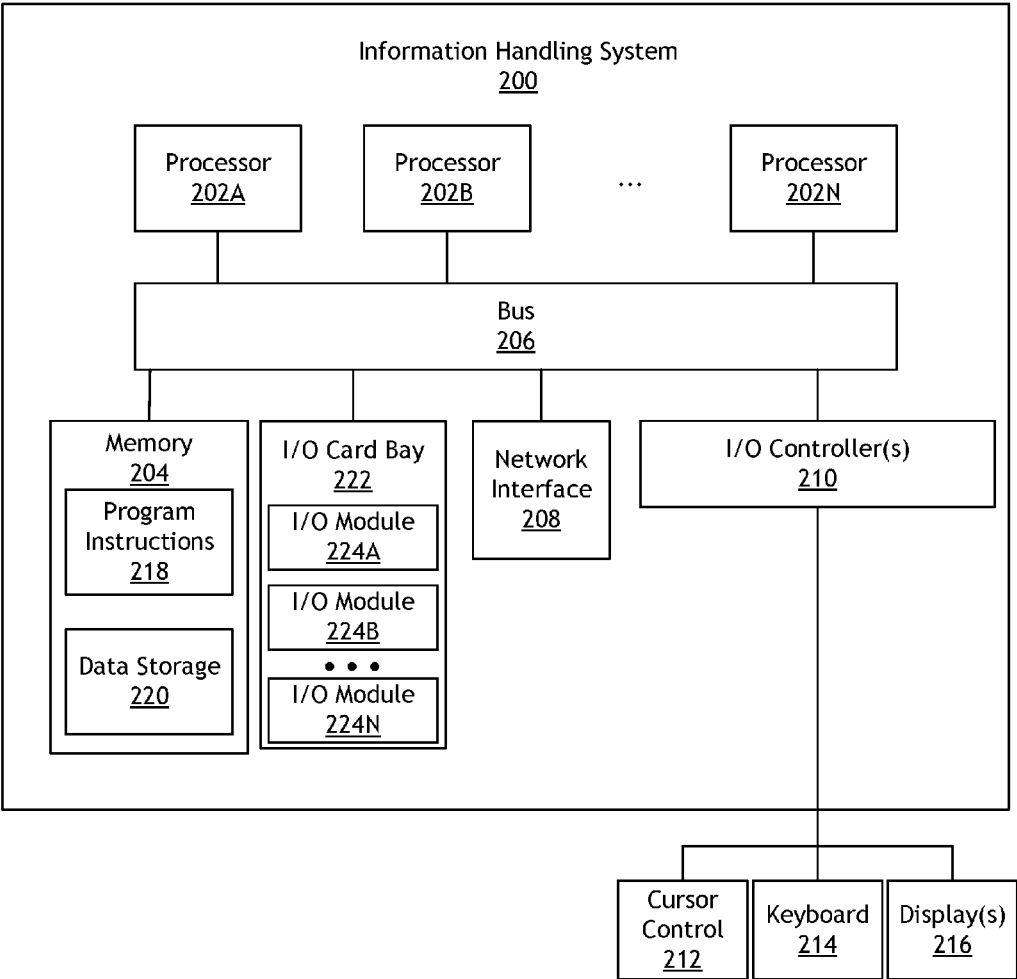 Information Handling System
200
Processor
202A
Processor
202B
...
Processor
202N
Bus
206
Memory
204
Program
Instructions
218
Data Storage
220
I/O Card Bay
222
I/O Module
224A
I/O Module
224B
• • •
I/O Module
224N
Network
Interface
208
I/O Controller(s)
210
Cursor
Control
212
Keyboard
214
Display(s)
216